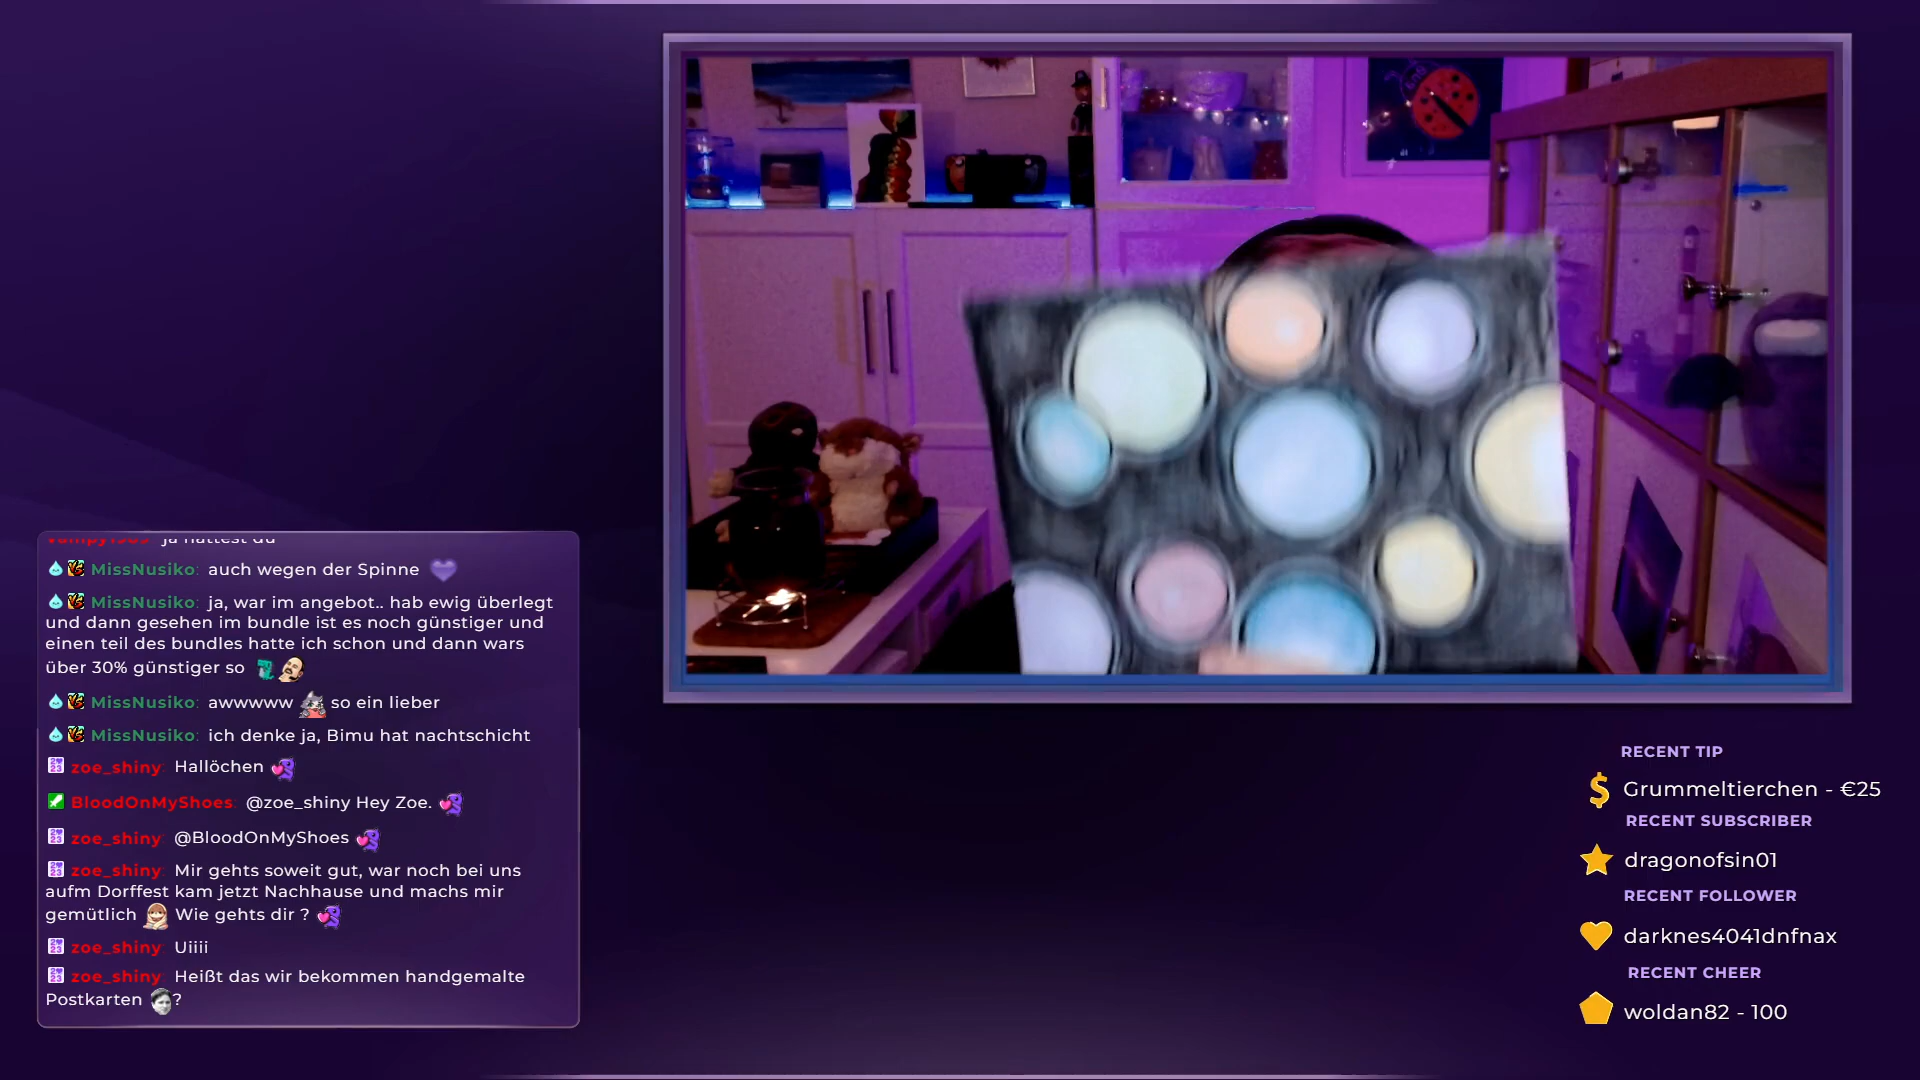 ja hattest du
MissNusiko: auch wegen der Spinne
MissNusiko: ja, war im angebot.. hab ewig überlegt
und dann gesehen im bundle ist es noch günstiger und
einen teil des bundles hatte ich schon und dann wars
über 30% günstiger so
MissNusiko: awwwww so ein lieber
MissNusiko: ich denke ja, Bimu hat nachtschicht
zoe_shiny: Hallöchen
BloodOnMyShoes: @zoe_shiny Hey Zoe.
zoe_shiny: @BloodOnMyShoes
zoe_shiny: Mir gehts soweit gut, war noch bei uns
aufm Dorffest kam jetzt Nachhause und machs mir
gemütlich Wie gehts dir ?
zoe_shiny: Uiiii
zoe_shiny: Heißt das wir bekommen handgemalte
Postkarten ?
RECENT TIP
Grummeltierchen - €25
RECENT SUBSCRIBER
dragonofsin01
RECENT FOLLOWER
darknes4041dnfnax
RECENT CHEER
woldan82 - 100